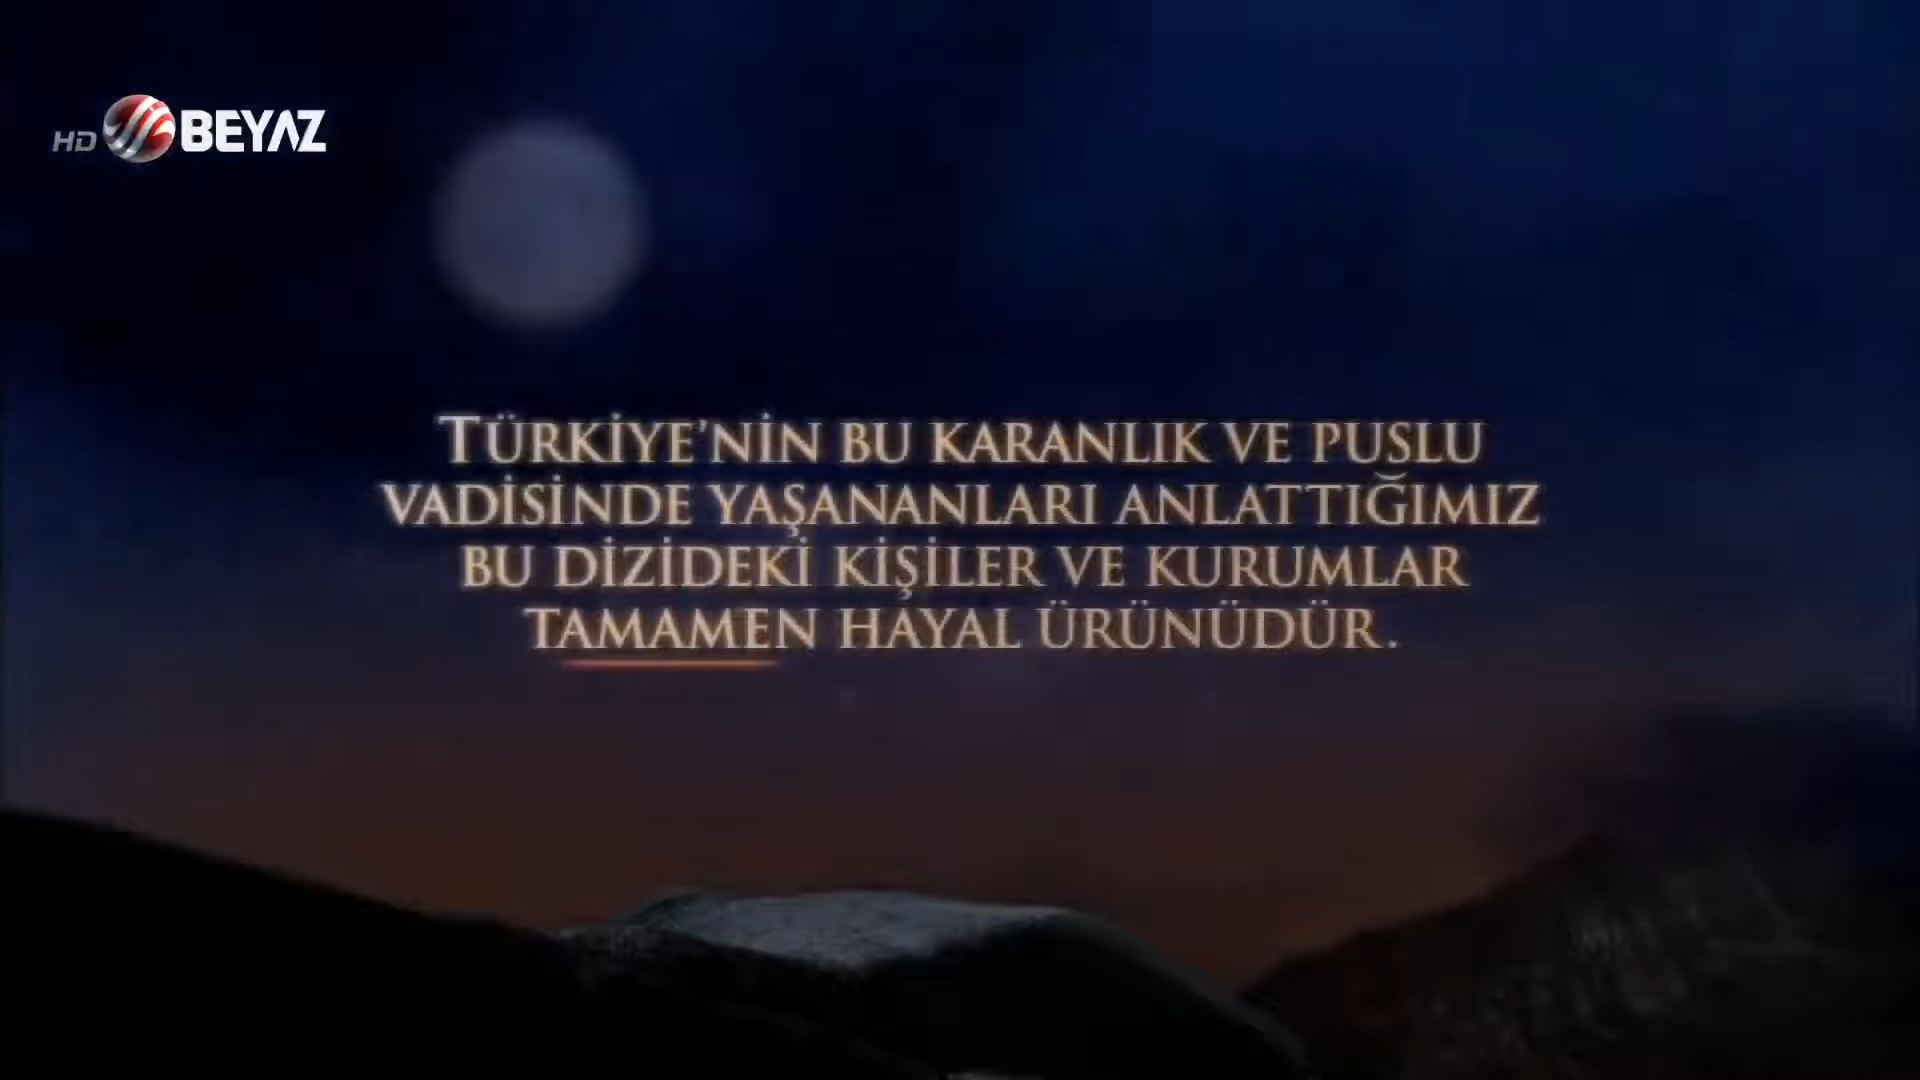 HD BEYAZ
TÜRKİYE'NİN BU KARANLIK VE PUSLU
VADİSİNDE YAŞANANLARI ANLATTIĞIMIZ
BU DİZİDEKİ KİŞİLER VE KURUMLAR
TAMAMEN HAYAL ÜRÜNÜDÜR.